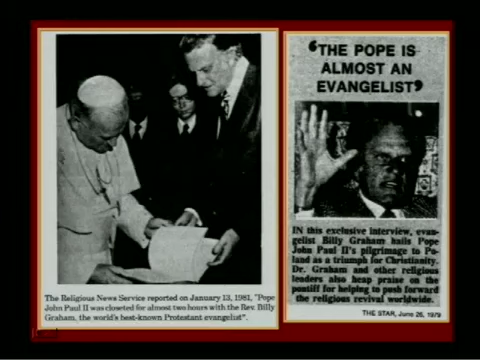 The Religious News Service reported on January 13, 1981, "Pope
John Paul II was closeted for almost two hours with the Rev. Billy
Graham, the world's best-known Protestant evangelist".
‘THE POPE IS
ALMOST AN
EVANGELIST’
IN this exclusive interview, evan-
gelist Billy Graham hails Pope
John Paul II's pilgrimage to Po-
land as a triumph for Christianity.
Dr. Graham and other religious
leaders also heap praise on the
pontiff for helping to push forward
the religious revival worldwide.
THE STAR, June 26, 1979